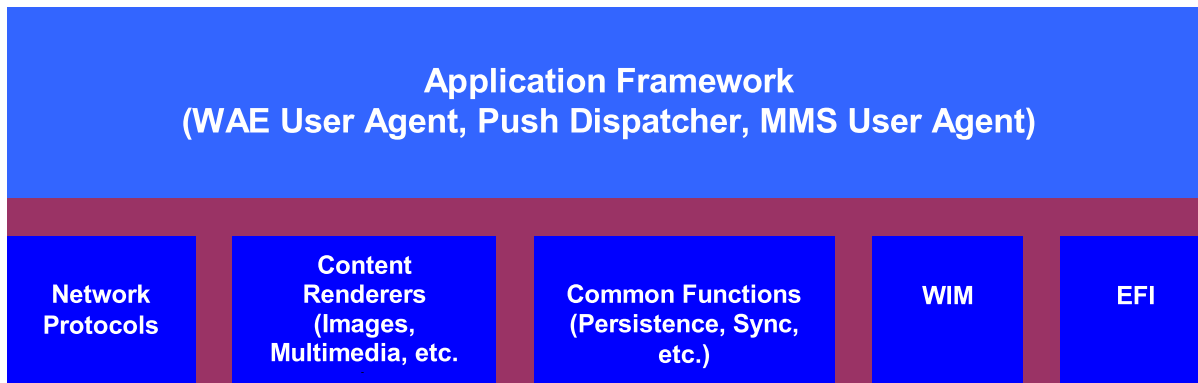 Application Framework
(WAE User Agent, Push Dispatcher, MMS User Agent)
Network
Protocols
Content
Renderers
(Images,
Multimedia, etc.
Common Functions
(Persistence, Sync,
etc.)
WIM
EFI